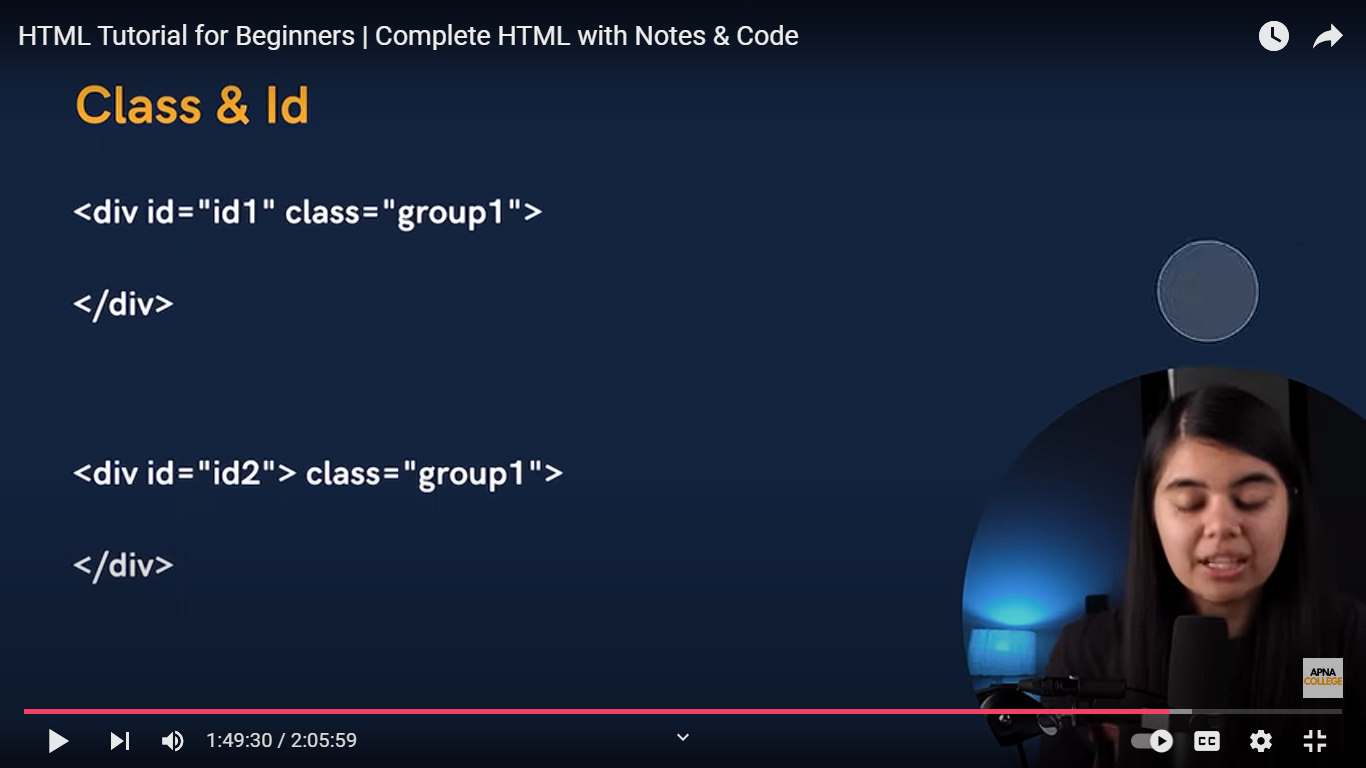 HTML Tutorial for Beginners | Complete HTML with Notes & Code
Class & Id
<div id="id1" class="group1">
</div>
<div id="id2"> class="group1">
</div>
APNA
COLLEGE
1:49:30 / 2:05:59
CC